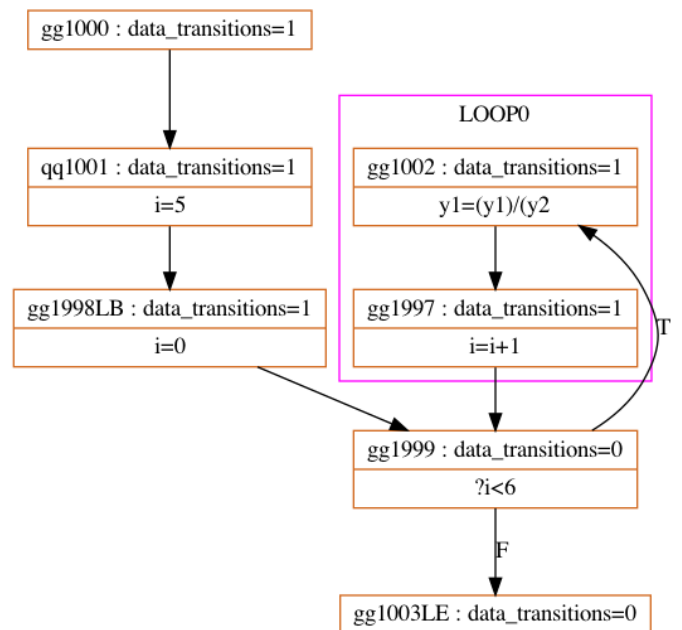 gg1000 : data_transitions=1
LOOP0
qq1001 : data_transitions=1
i=5
gg1002 : data_transitions=1
y1=(y1)/(y2
gg1998LB : data_transitions=1
i=0
gg1997 : data_transitions=1
i=i+1
T
gg1999 : data_transitions=0
?i<6
F
gg1003LE : data_transitions=0